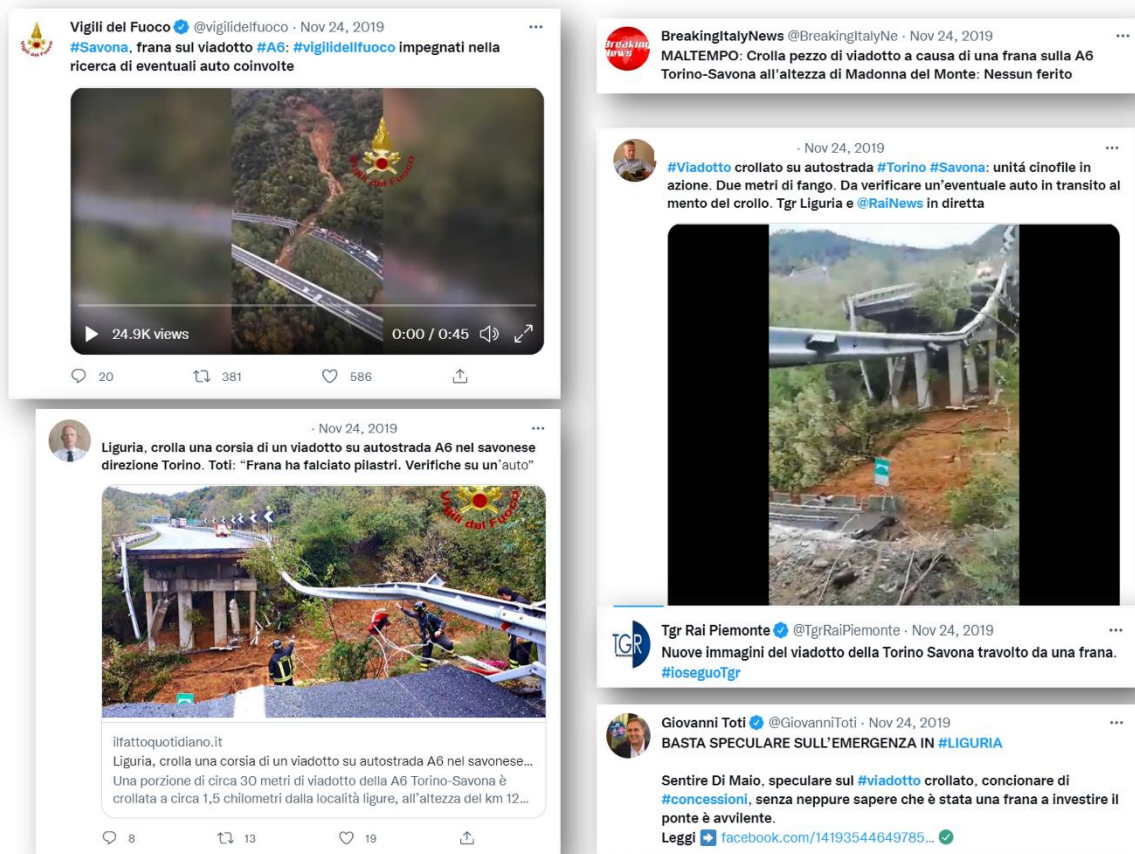 Vigili del Fuoco @vigilidelfuoco · Nov 24, 2019
#Savona, frana sul viadotto #A6: #vigilidelfuoco impegnati nella
ricerca di eventuali auto coinvolte
Vigili del Fuoco
24.9K views
0:00 / 0:45
20 381 586
· Nov 24, 2019
Liguria, crolla una corsia di un viadotto su autostrada A6 nel savonese
direzione Torino. Toti: “Frana ha falciato pilastri. Verifiche su un’auto”
Vigili del Fuoco
ilfattoquotidiano.it
Liguria, crolla una corsia di un viadotto su autostrada A6 nel savonese...
Una porzione di circa 30 metri di viadotto della A6 Torino-Savona è
crollata a circa 1,5 chilometri dalla località ligure, all'altezza del km 12...
8 13 19
Breaking
News
BreakingItalyNews @BreakingItalyNe · Nov 24, 2019
MALTEMPO: Crolla pezzo di viadotto a causa di una frana sulla A6
Torino-Savona all'altezza di Madonna del Monte: Nessun ferito
· Nov 24, 2019
#Viadotto crollato su autostrada #Torino #Savona: unitá cinofile in
azione. Due metri di fango. Da verificare un’eventuale auto in transito al
mento del crollo. Tgr Liguria e @RaiNews in diretta
TGR
Tgr Rai Piemonte @TgrRaiPiemonte · Nov 24, 2019
Nuove immagini del viadotto della Torino Savona travolto da una frana.
#ioseguoTgr
Giovanni Toti @GiovanniToti · Nov 24, 2019
BASTA SPECULARE SULL’EMERGENZA IN #LIGURIA
Sentire Di Maio, speculare sul #viadotto crollato, concionare di
#concessioni, senza neppure sapere che è stata una frana a investire il
ponte è avvilente.
Leggi ➡ facebook.com/14193544649785...